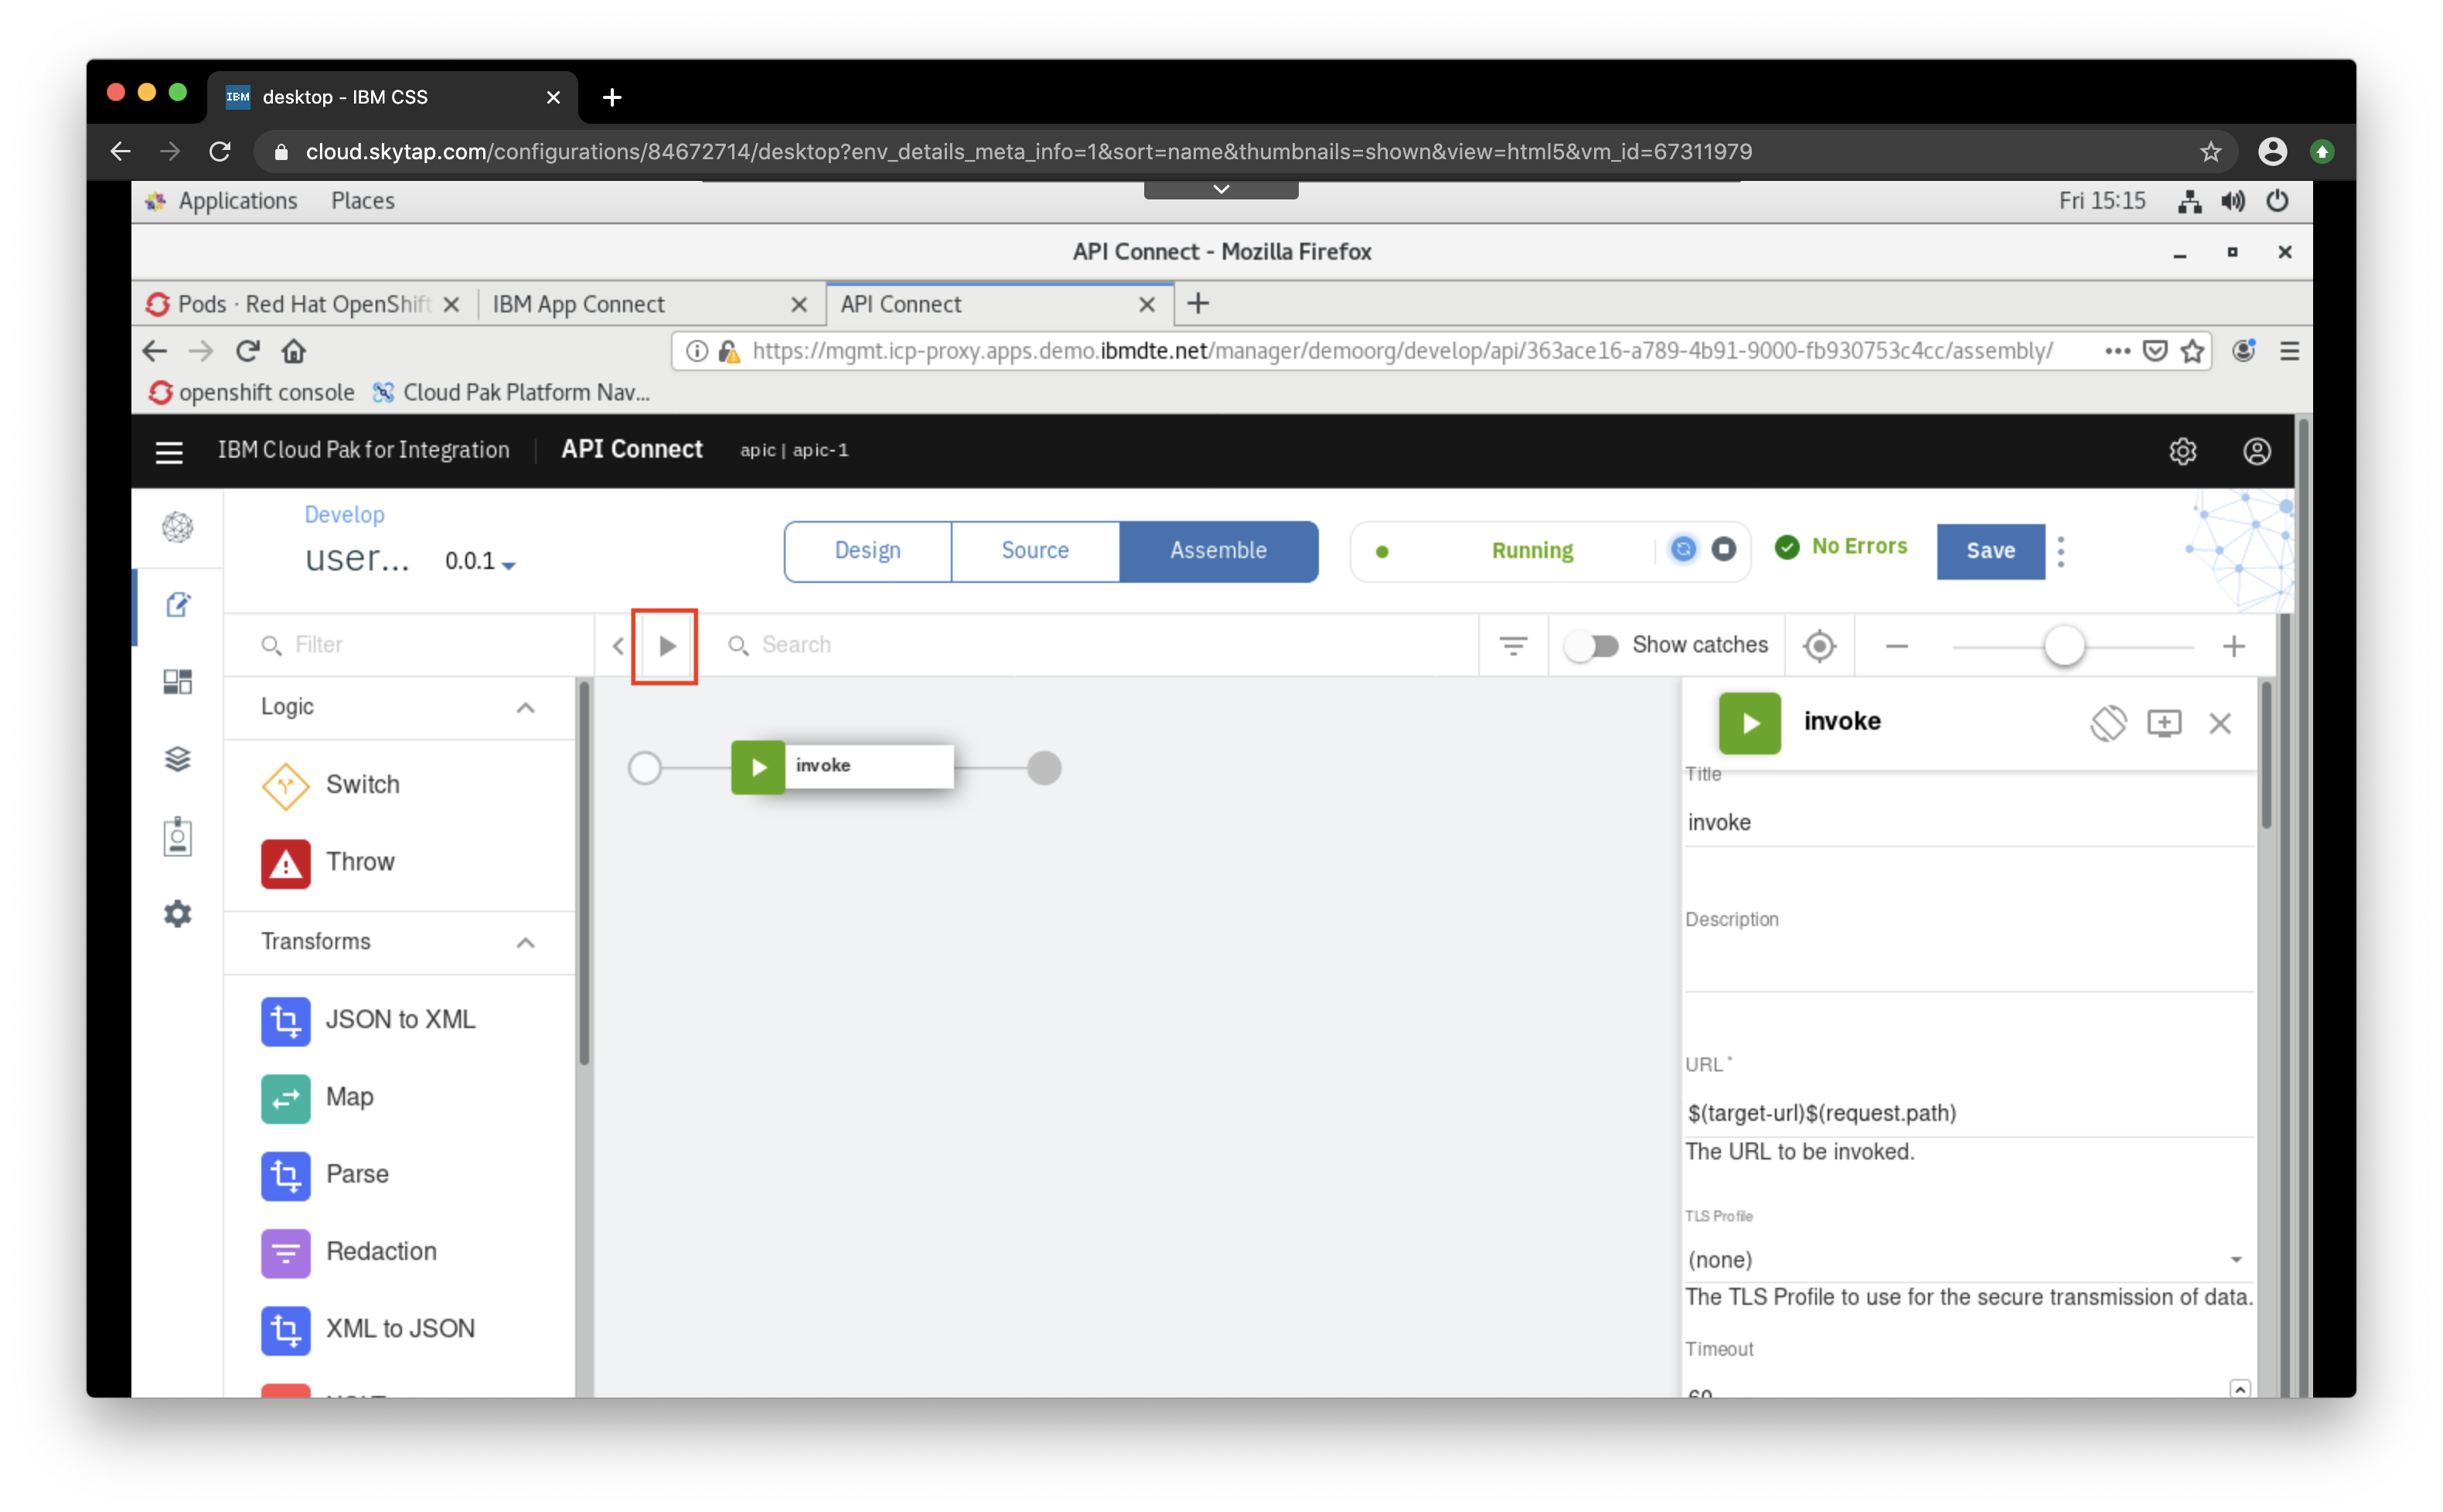 IBM desktop - IBM CSS
cloud.skytap.com/configurations/84672714/desktop?env_details_meta_info=1&sort=name&thumbnails=shown&view=html5&vm_id=67311979
Applications Places Fri 15:15
API Connect - Mozilla Firefox
Pods · Red Hat OpenShift IBM App Connect API Connect
https://mgmt.icp-proxy.apps.demo.ibmdte.net/manager/demoorg/develop/api/363ace16-a789-4b91-9000-fb930753c4cc/assembly/
openshift console Cloud Pak Platform Nav...
IBM Cloud Pak for Integration API Connect apic | apic-1
Develop
user... 0.0.1
Design Source Assemble Running No Errors Save
Filter Search Show catches
Logic
Switch
Throw
Transforms
JSON to XML
Map
Parse
Redaction
XML to JSON
invoke
invoke
Title
invoke
Description
URL *
$(target-url)$(request.path)
The URL to be invoked.
TLS Profile
(none)
The TLS Profile to use for the secure transmission of data.
Timeout
60